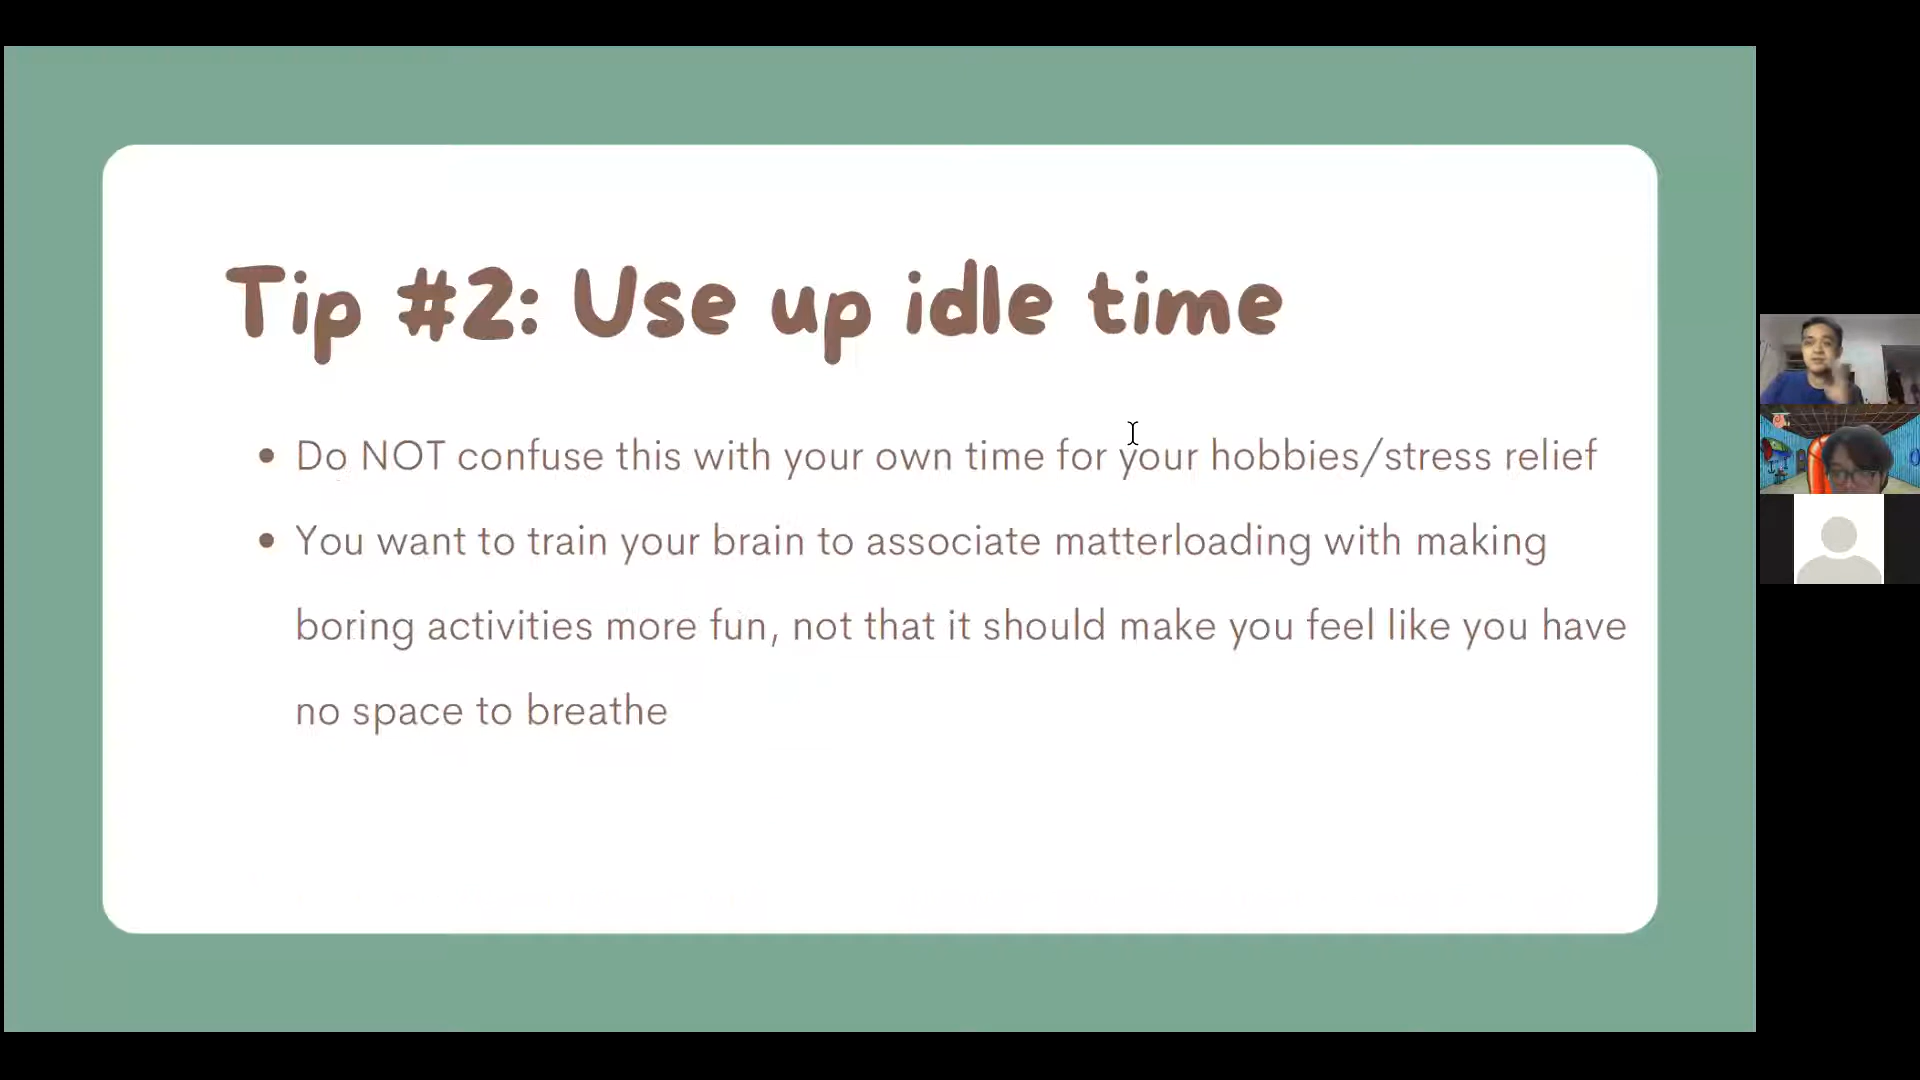 Tip #2: Use up idle time
• Do NOT confuse this with your own time for your hobbies/stress relief
• You want to train your brain to associate matterloading with making
boring activities more fun, not that it should make you feel like you have
no space to breathe